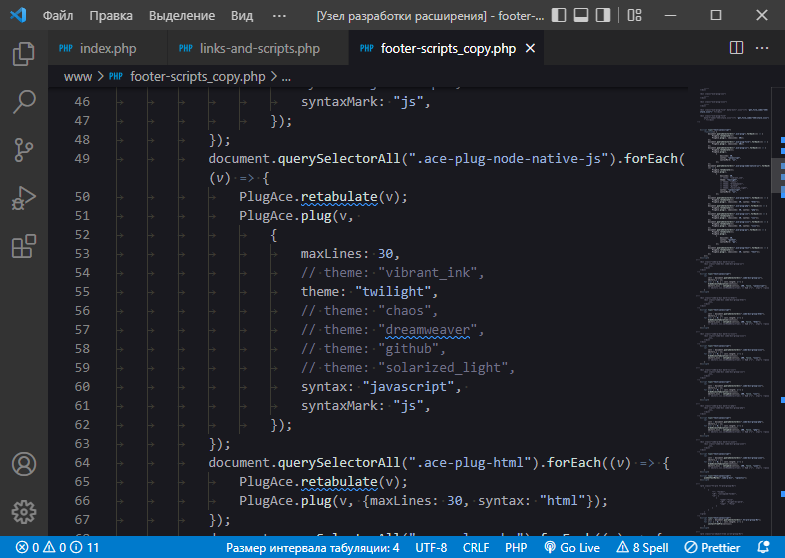 Файл Правка Выделение Вид ··· [Узел разработки расширения] - footer-...
PHP index.php PHP links-and-scripts.php PHP footer-scripts_copy.php
www > PHP footer-scripts_copy.php > ...
46 syntaxMark: "js",
47 });
48 });
49 document.querySelectorAll(".ace-plug-node-native-js").forEach(
(v) => {
50 PlugAce.retabulate(v);
51 PlugAce.plug(v,
52 {
53 maxLines: 30,
54 // theme: "vibrant_ink",
55 theme: "twilight",
56 // theme: "chaos",
57 // theme: "dreamweaver",
58 // theme: "github",
59 // theme: "solarized_light",
60 syntax: "javascript",
61 syntaxMark: "js",
62 });
63 });
64 document.querySelectorAll(".ace-plug-html").forEach((v) => {
65 PlugAce.retabulate(v);
66 PlugAce.plug(v, {maxLines: 30, syntax: "html"});
67 });
0 0 11 Размер интервала табуляции: 4 UTF-8 CRLF PHP Go Live 8 Spell Prettier